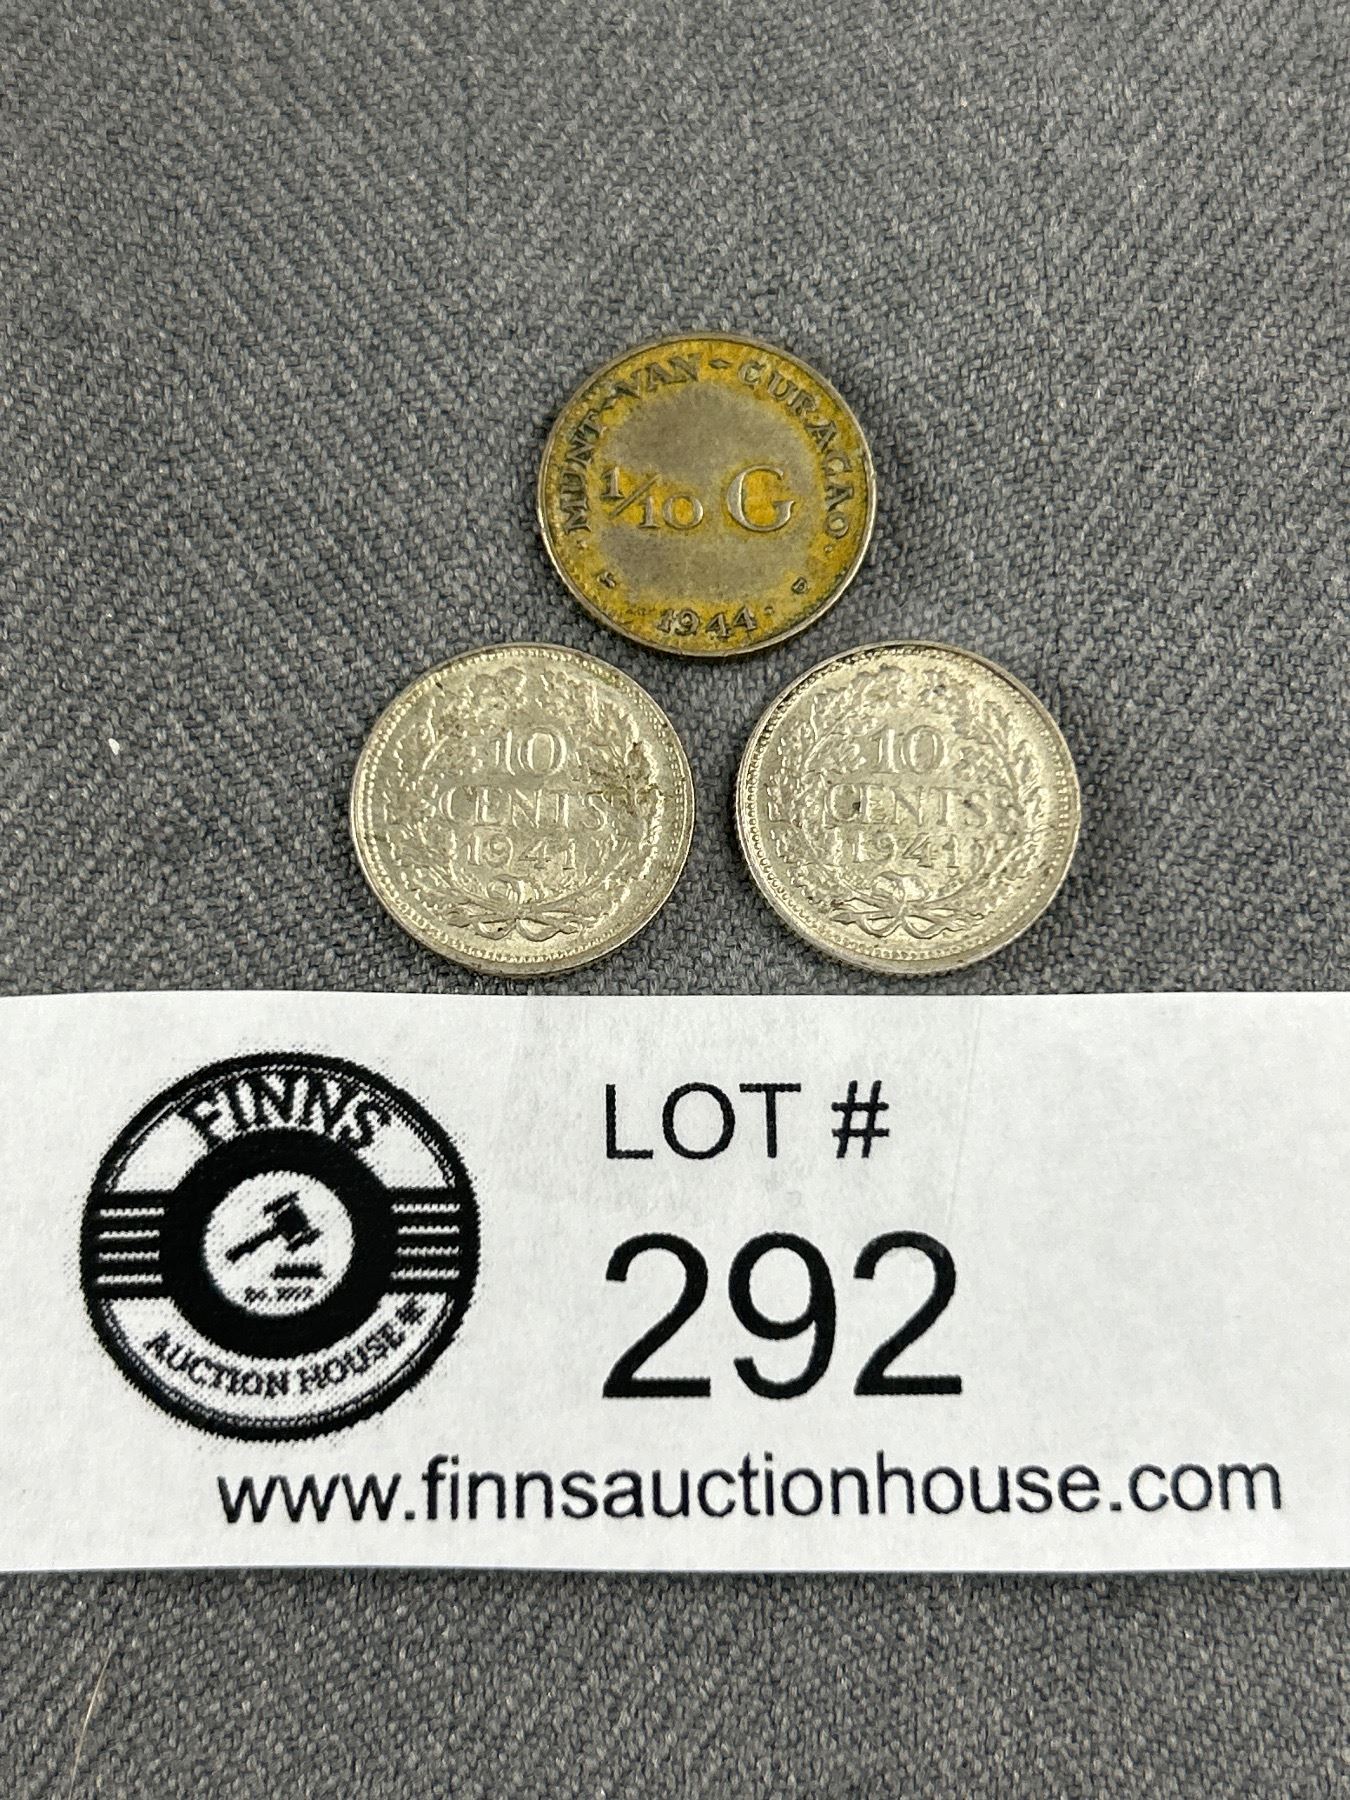 ·MUNT~VAN~CURAÇAO·
1/10 G
D
1944·
10
CENTS
1941
10
CENTS
1941
FINNS
AUCTION HOUSE
LOT #
292
www.finnsauctionhouse.com